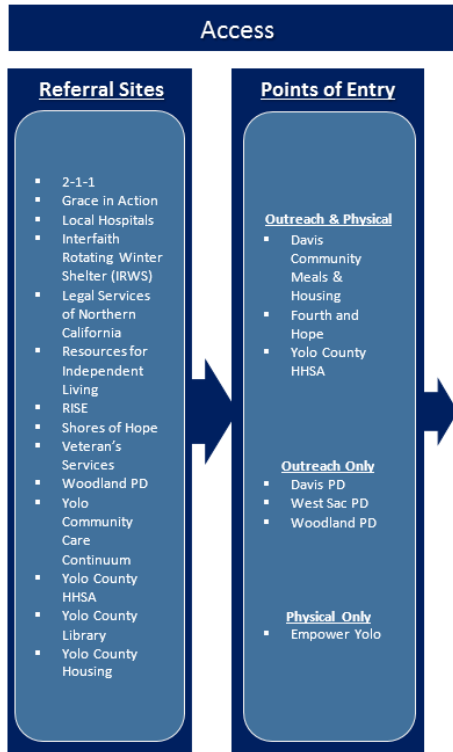 Access
Referral Sites
▪ 2-1-1
▪ Grace in Action
▪ Local Hospitals
▪ Interfaith
Rotating Winter
Shelter (IRWS)
▪ Legal Services
of Northern
California
▪ Resources for
Independent
Living
▪ RISE
▪ Shores of Hope
▪ Veteran's
Services
▪ Woodland PD
▪ Yolo
Community
Care
Continuum
▪ Yolo County
HHSA
▪ Yolo County
Library
▪ Yolo County
Housing
Points of Entry
Outreach & Physical
▪ Davis
Community
Meals &
Housing
▪ Fourth and
Hope
▪ Yolo County
HHSA
Outreach Only
▪ Davis PD
▪ West Sac PD
▪ Woodland PD
Physical Only
▪ Empower Yolo